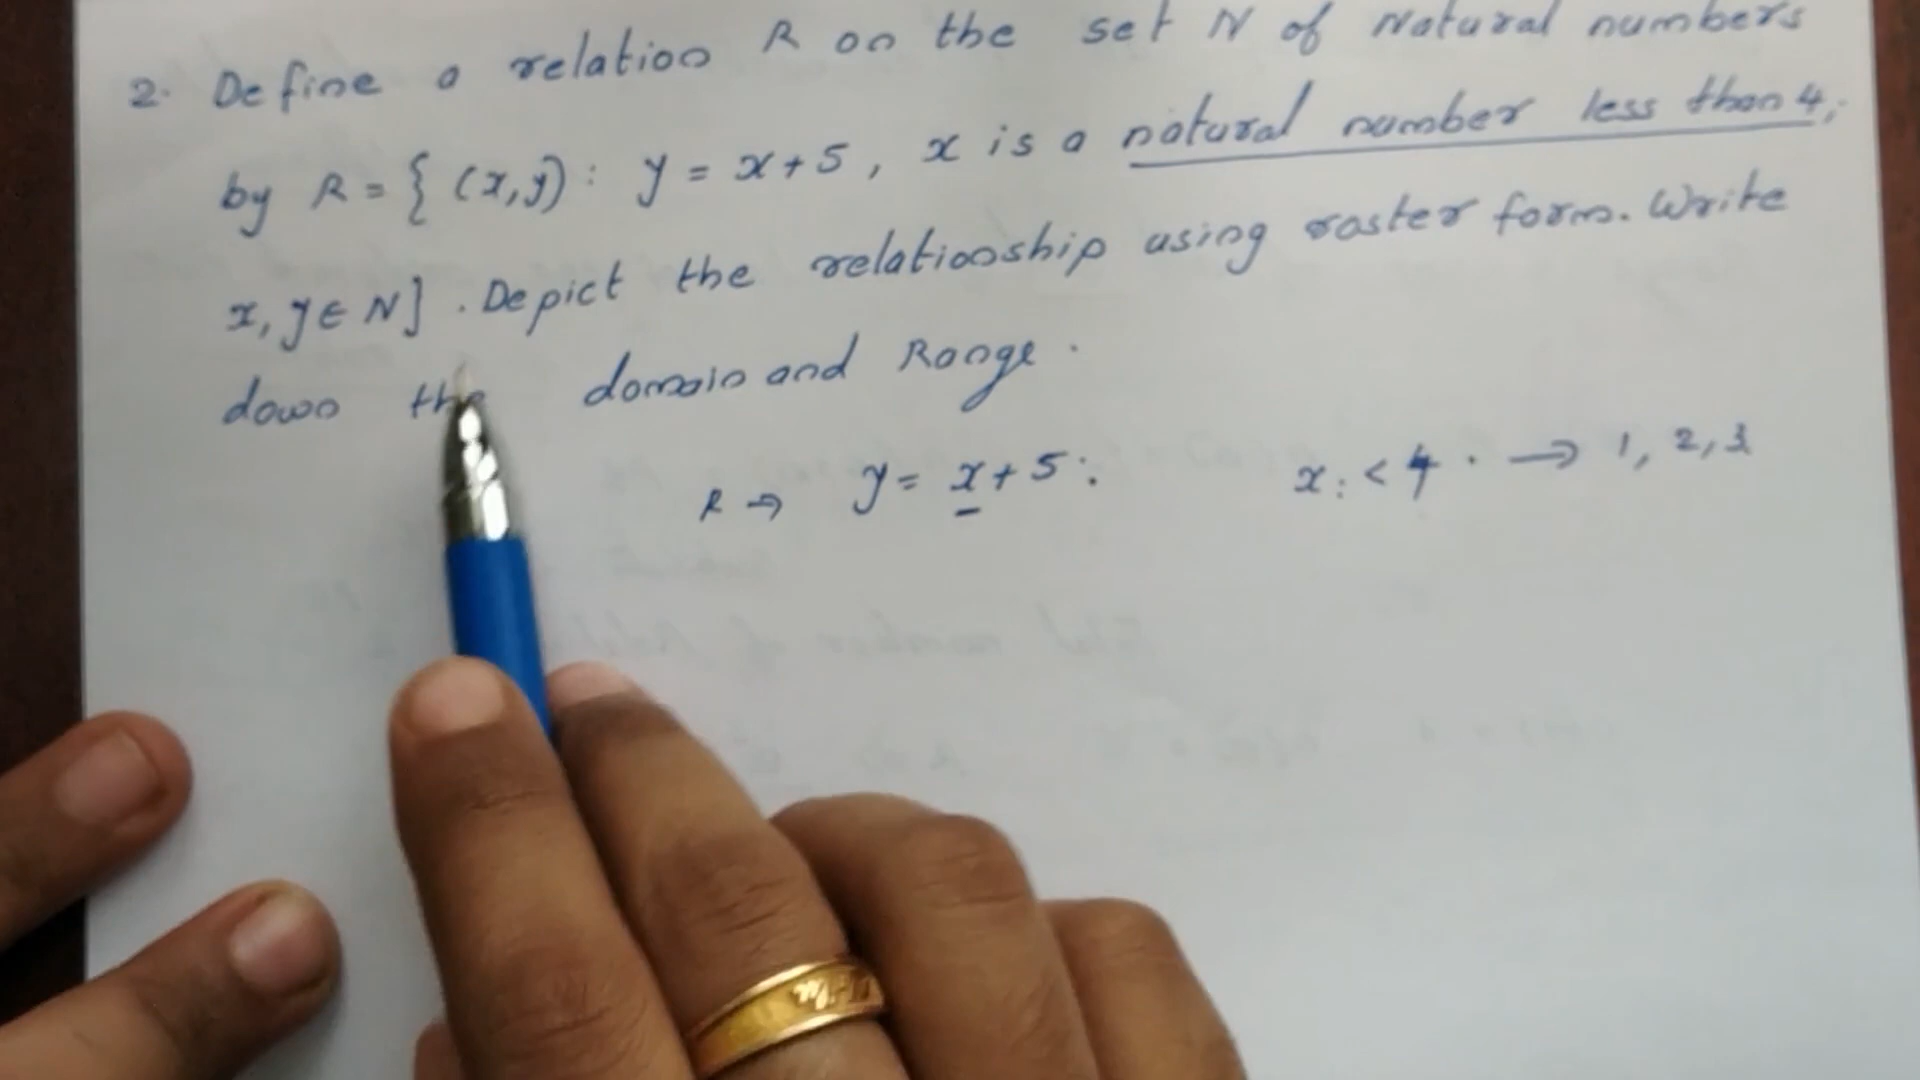 2. Define a relation R on the set N of Natural numbers
by R = { (x,y) : y = x+5, x is a natural number less than 4;
x, y ∈ N} . Depict the relationship using roster form. Write
down the domain and Range.
R → y = x + 5 : x : < 4 . → 1, 2, 3